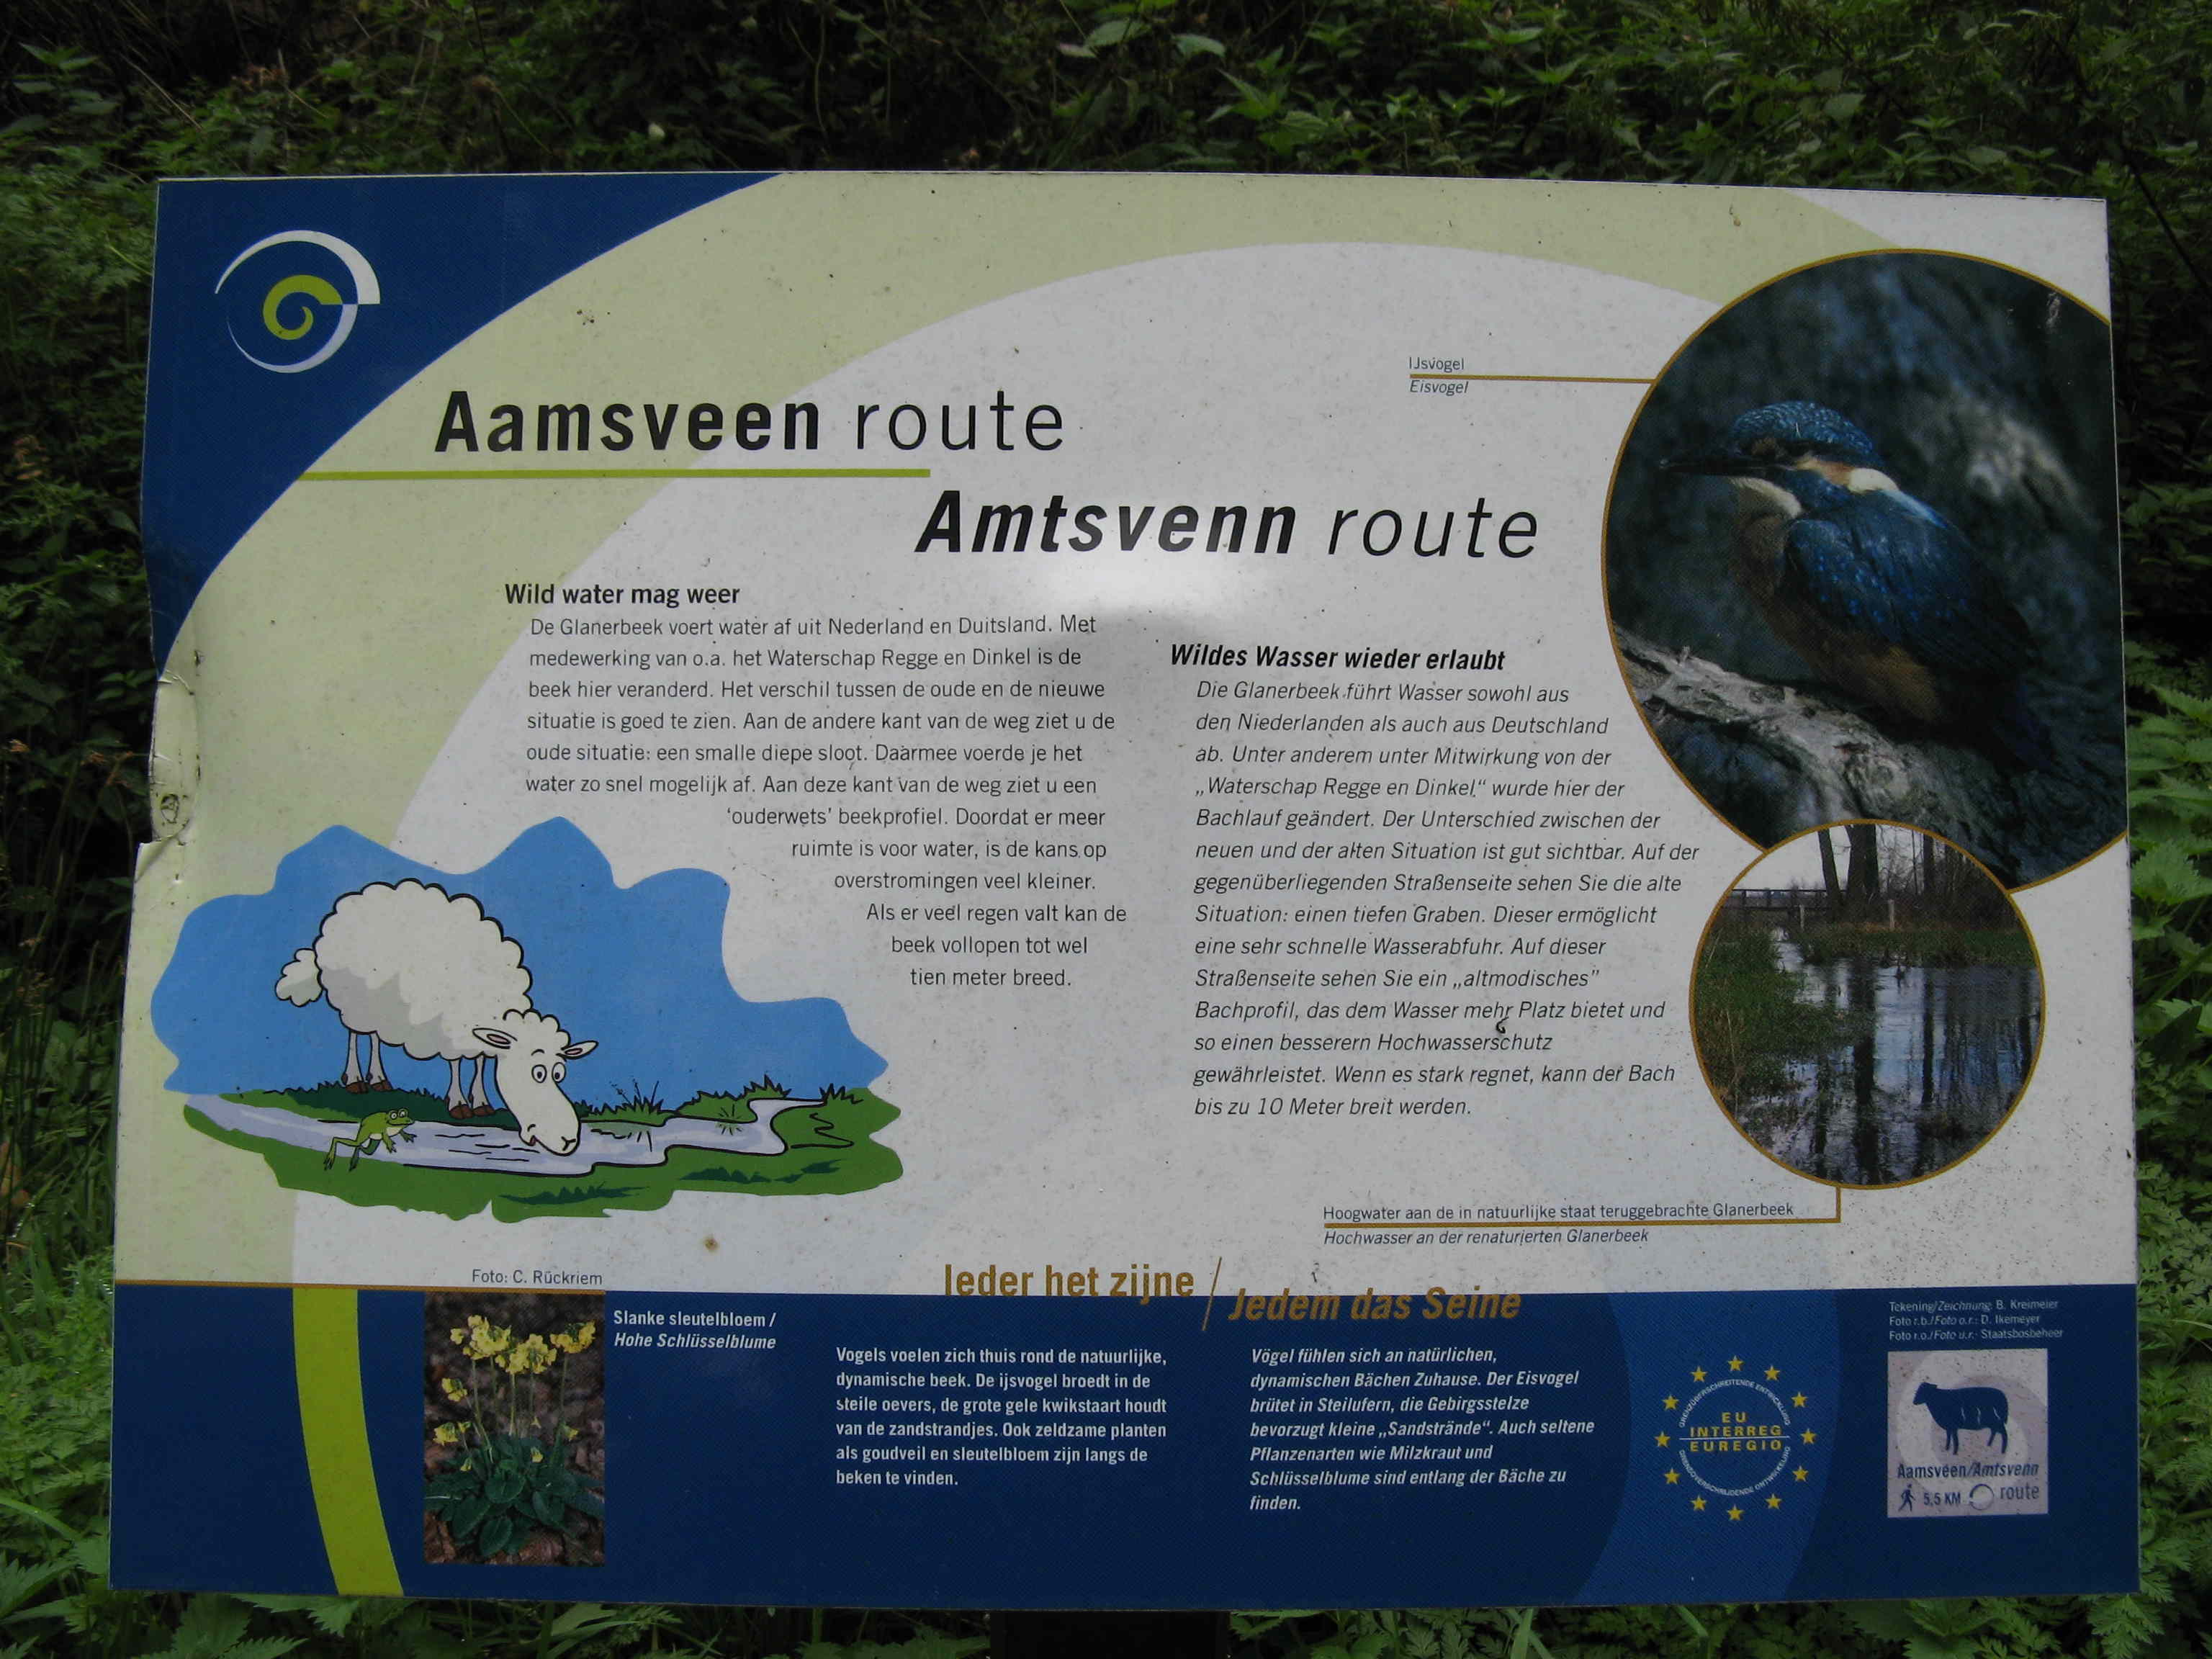 IJsvogel
Eisvogel
Aamsveen route
Amtsvenn route
Wild water mag weer
De Glanerbeek voert water af uit Nederland en Duitsland. Met
medewerking van o.a. het Waterschap Regge en Dinkel is de
beek hier veranderd. Het verschil tussen de oude en de nieuwe
situatie is goed te zien. Aan de andere kant van de weg ziet u de
oude situatie: een smalle diepe sloot. Daarmee voerde je het
water zo snel mogelijk af. Aan deze kant van de weg ziet u een
‘ouderwets’ beekprofiel. Doordat er meer
ruimte is voor water, is de kans op
overstromingen veel kleiner.
Als er veel regen valt kan de
beek vollopen tot wel
tien meter breed.
Wildes Wasser wieder erlaubt
Die Glanerbeek führt Wasser sowohl aus
den Niederlanden als auch aus Deutschland
ab. Unter anderem unter Mitwirkung von der
„Waterschap Regge en Dinkel“ wurde hier der
Bachlauf geändert. Der Unterschied zwischen der
neuen und der alten Situation ist gut sichtbar. Auf der
gegenüberliegenden Straßenseite sehen Sie die alte
Situation: einen tiefen Graben. Dieser ermöglicht
eine sehr schnelle Wasserabfuhr. Auf dieser
Straßenseite sehen Sie ein „altmodisches”
Bachprofil, das dem Wasser mehr Platz bietet und
so einen besserern Hochwasserschutz
gewährleistet. Wenn es stark regnet, kann der Bach
bis zu 10 Meter breit werden.
Hoogwater aan de in natuurlijke staat teruggebrachte Glanerbeek
Hochwasser an der renaturierten Glanerbeek
Foto: C. Rückriem
Slanke sleutelbloem /
Hohe Schlüsselblume
Ieder het zijne / Jedem das Seine
Vogels voelen zich thuis rond de natuurlijke,
dynamische beek. De ijsvogel broedt in de
steile oevers, de grote gele kwikstaart houdt
van de zandstrandjes. Ook zeldzame planten
als goudveil en sleutelbloem zijn langs de
beken te vinden.
Vögel fühlen sich an natürlichen,
dynamischen Bächen Zuhause. Der Eisvogel
brütet in Steilufern, die Gebirgsstelze
bevorzugt kleine „Sandstrände“. Auch seltene
Pflanzenarten wie Milzkraut und
Schlüsselblume sind entlang der Bäche zu
finden.
GRENZÜBERSCHREITENDE ENTWICKLUNG
EU
INTERREG
EUREGIO
GRENSOVERSCHRIJDENDE ONTWIKKELING
Tekening/Zeichnung: B. Kreimeier
Foto r.b./Foto o.r.: D. Ikemeyer
Foto r.o./Foto u.r.: Staatsbosbeheer
Aamsveen/Amtsvenn
5,5 KM route